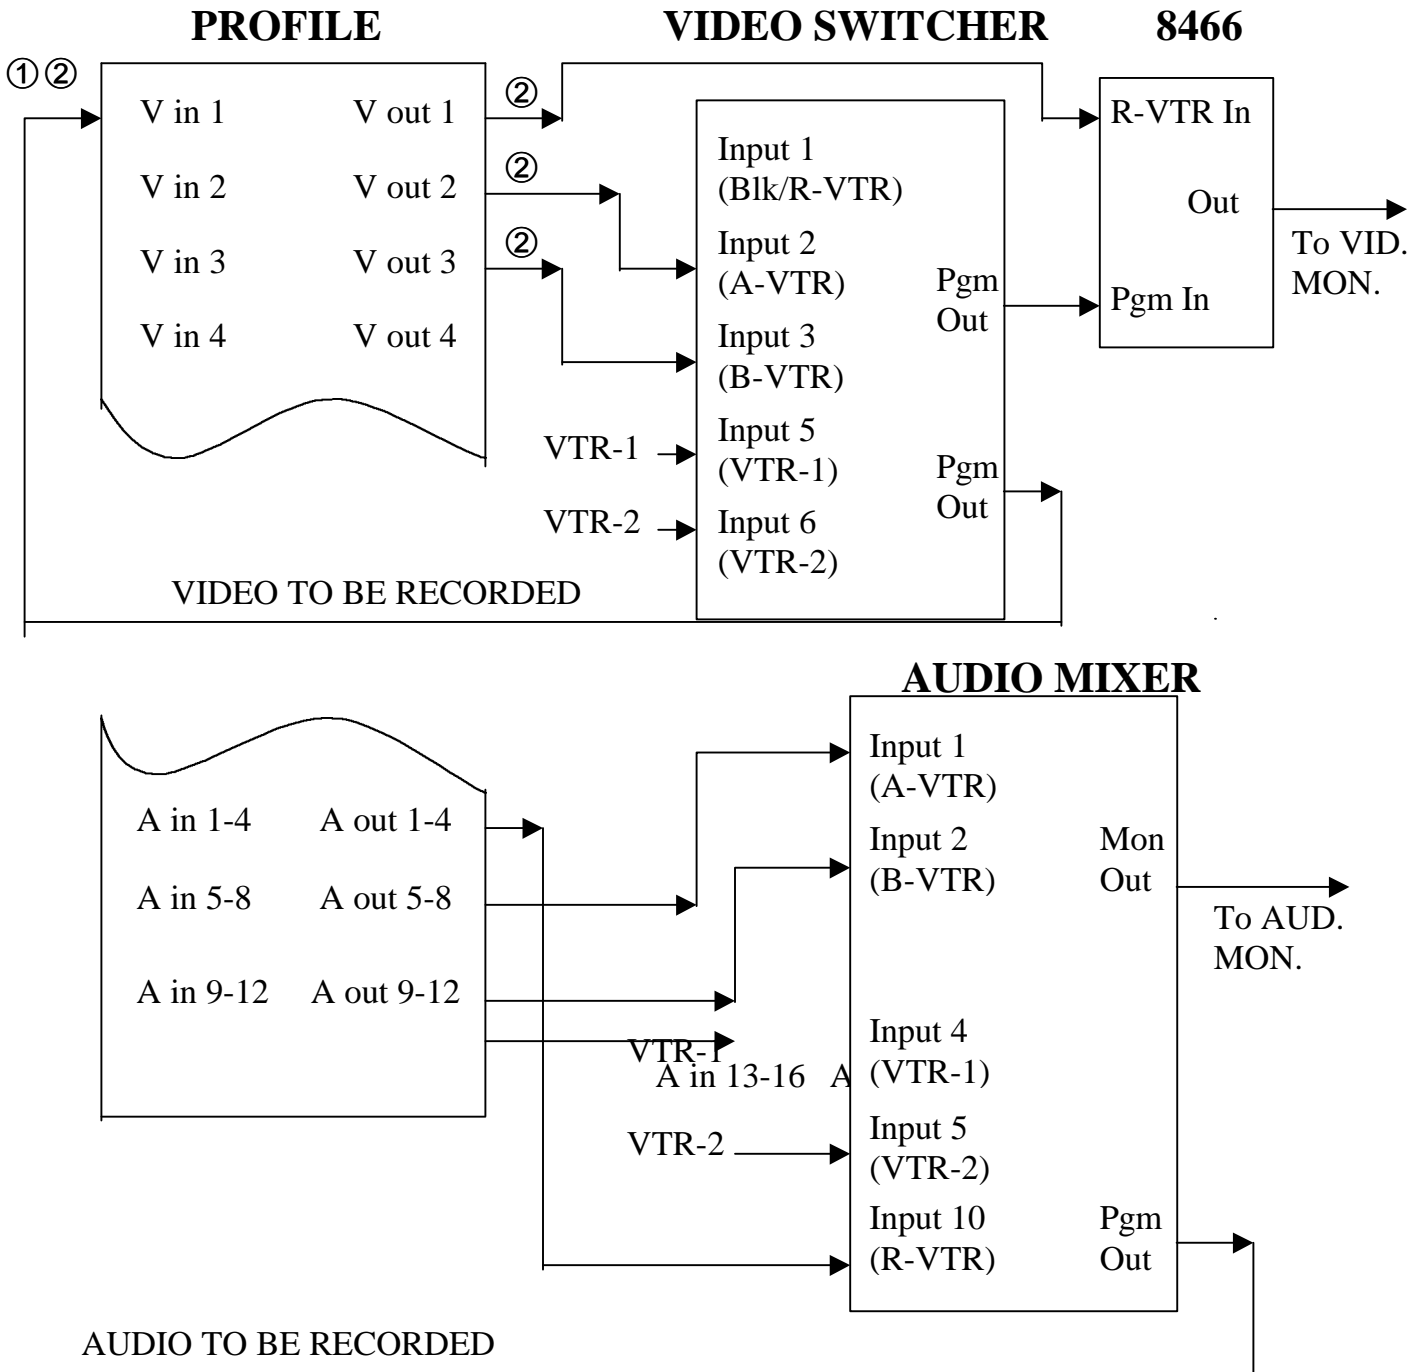 PROFILE VIDEO SWITCHER 8466
① ②
V in 1 V out 1 ②
V in 2 V out 2 ②
V in 3 V out 3 ②
V in 4 V out 4
Input 1
(Blk/R-VTR)
Input 2
(A-VTR)
Input 3
(B-VTR)
VTR-1 Input 5
(VTR-1)
VTR-2 Input 6
(VTR-2)
Pgm
Out
Pgm
Out
R-VTR In
Out
Pgm In
To VID.
MON.
VIDEO TO BE RECORDED
AUDIO MIXER
A in 1-4 A out 1-4
A in 5-8 A out 5-8
A in 9-12 A out 9-12
VTR-1
A in 13-16 A
VTR-2
Input 1
(A-VTR)
Input 2
(B-VTR)
Input 4
(VTR-1)
Input 5
(VTR-2)
Input 10
(R-VTR)
Mon
Out
Pgm
Out
To AUD.
MON.
AUDIO TO BE RECORDED